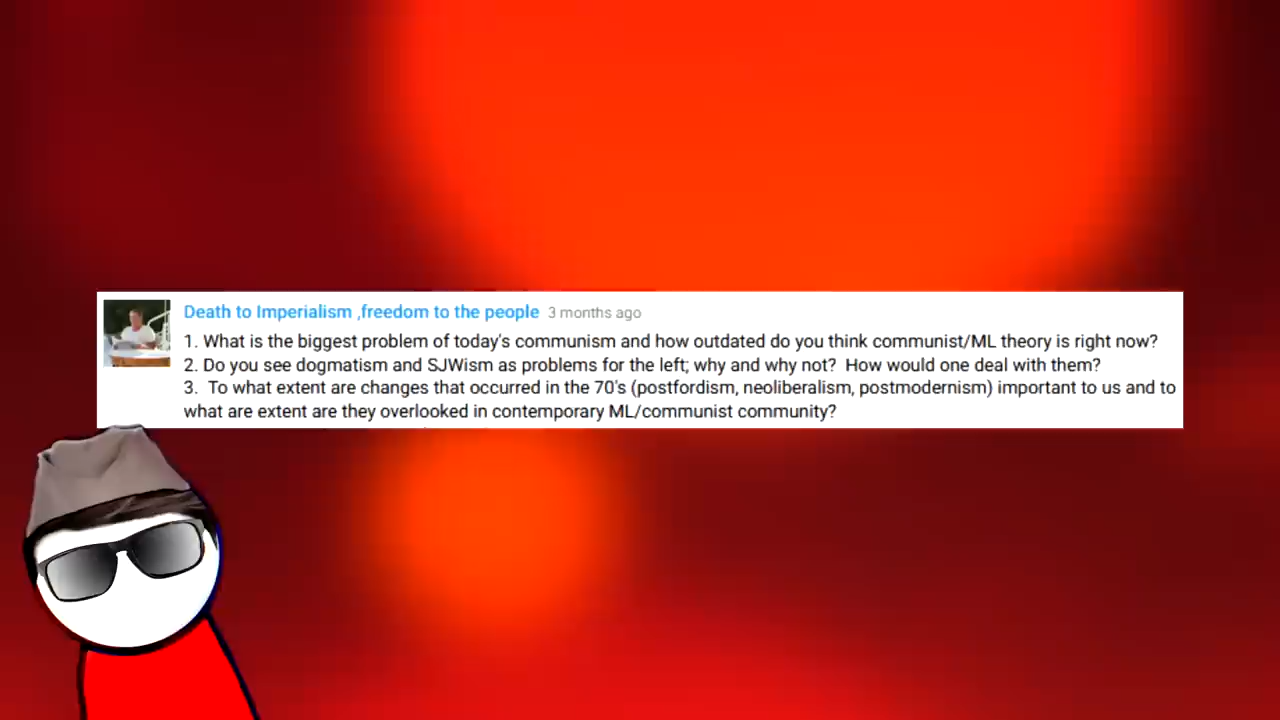 Death to Imperialism ,freedom to the people 3 months ago
1. What is the biggest problem of today's communism and how outdated do you think communist/ML theory is right now?
2. Do you see dogmatism and SJWism as problems for the left; why and why not?  How would one deal with them?
3.  To what extent are changes that occurred in the 70's (postfordism, neoliberalism, postmodernism) important to us and to
what are extent are they overlooked in contemporary ML/communist community?